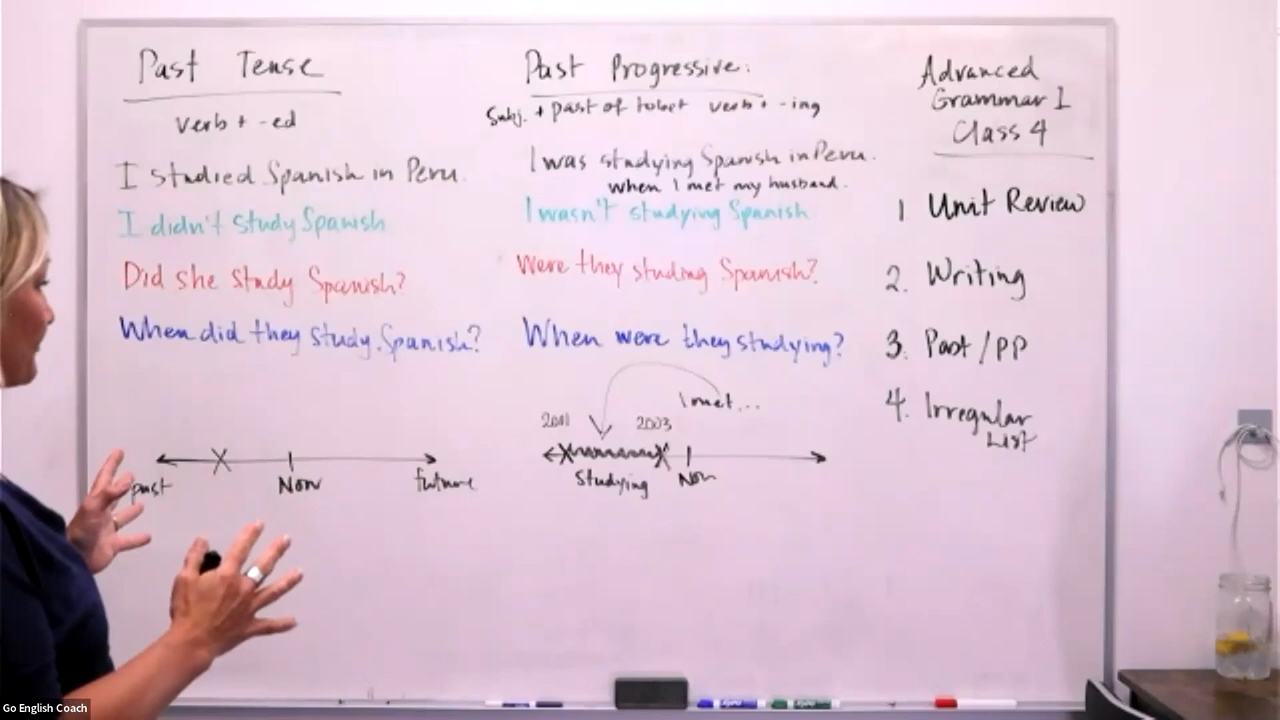 Past Tense
verb + -ed
I studied Spanish in Peru.
I didn't study Spanish
Did she study Spanish?
When did they study Spanish?
past
Now
future
Past Progressive:
Subj. + past of tobe + verb + -ing
I was studying Spanish in Peru.
when I met my husband.
I wasn't studying Spanish
Were they studing Spanish?
When were they studying?
I met...
2001
2003
Studying
Now
Advanced
Grammar I
Class 4
1 Unit Review
2. Writing
3. Past / PP
4. Irregular
List
Go English Coach